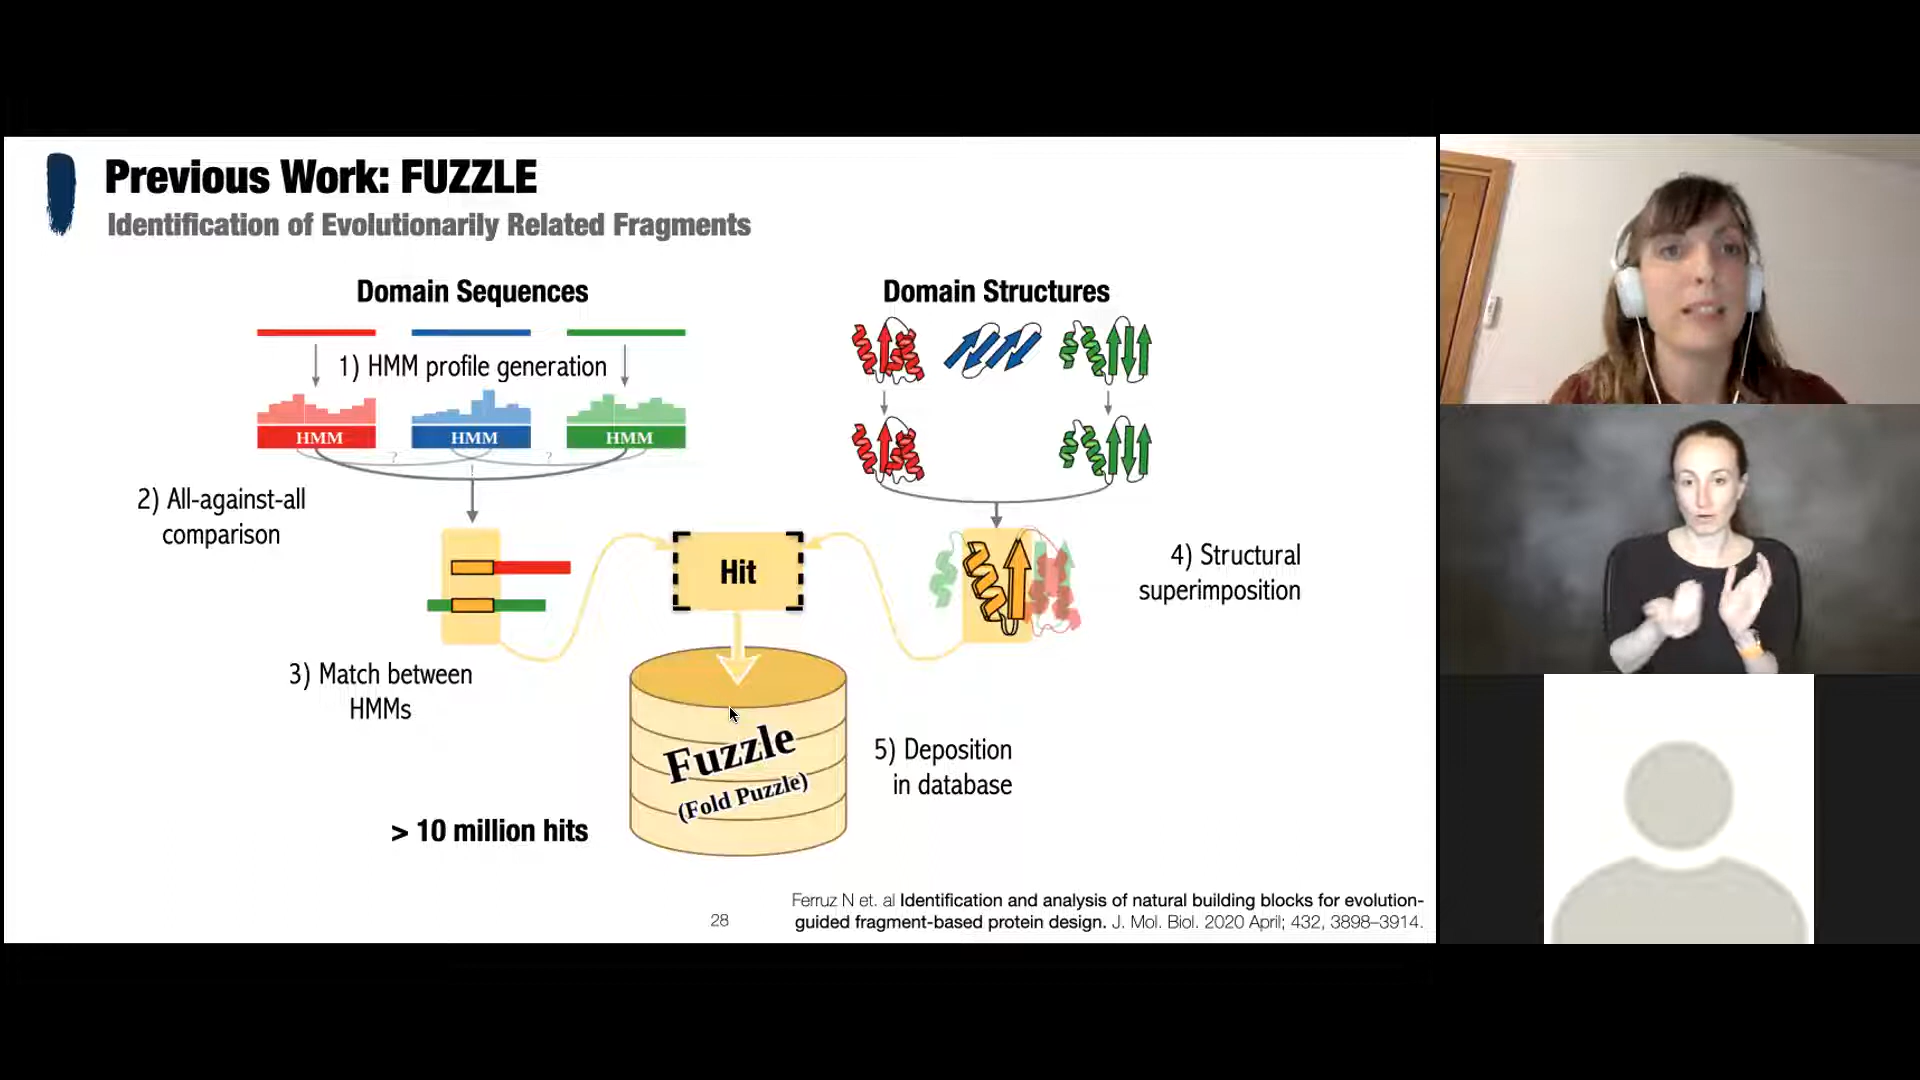 Previous Work: FUZZLE
Identification of Evolutionarily Related Fragments
Domain Sequences
1) HMM profile generation
HMM
HMM
HMM
?
!
?
2) All-against-all
comparison
3) Match between
HMMs
Hit
Domain Structures
4) Structural
superimposition
Fuzzle
(Fold Puzzle)
5) Deposition
in database
> 10 million hits
28
Ferruz N et. al Identification and analysis of natural building blocks for evolution-
guided fragment-based protein design. J. Mol. Biol. 2020 April; 432, 3898–3914.